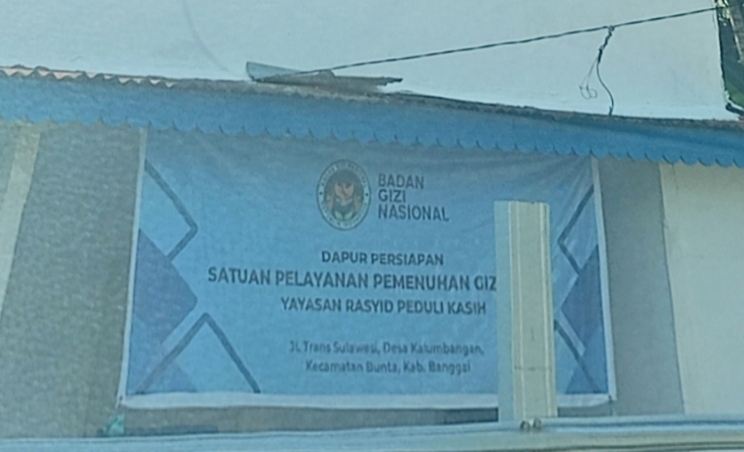 BADAN
GIZI
NASIONAL
DAPUR PERSIAPAN
SATUAN PELAYANAN PEMENUHAN GIZ
YAYASAN RASYID PEDULI KASIH
Jl. Trans Sulawesi, Desa Kalumbangan,
Kecamatan Bunta, Kab. Banggai